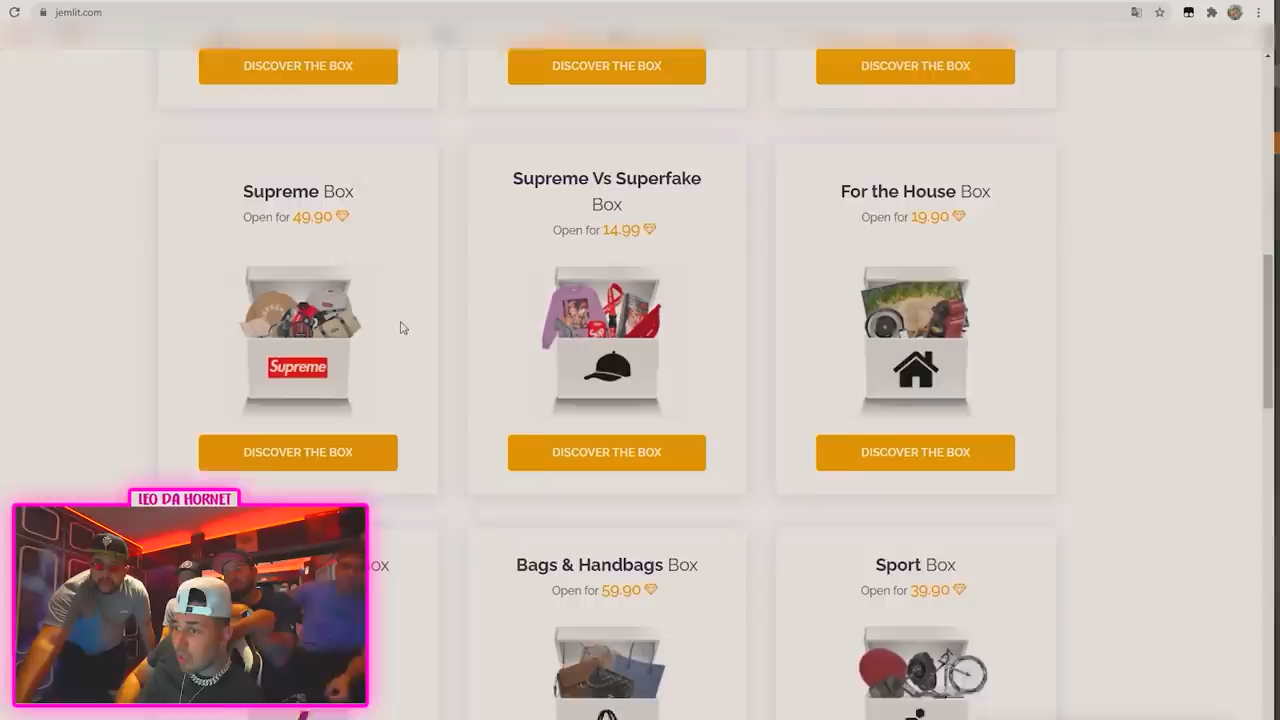 jemlit.com
DISCOVER THE BOX
DISCOVER THE BOX
DISCOVER THE BOX
Supreme Box
Open for 49.90
Supreme Vs Superfake
Box
Open for 14.99
For the House Box
Open for 19.90
Supreme
DISCOVER THE BOX
DISCOVER THE BOX
DISCOVER THE BOX
LEO DA HORNET
ox
Bags & Handbags Box
Open for 59.90
Sport Box
Open for 39.90